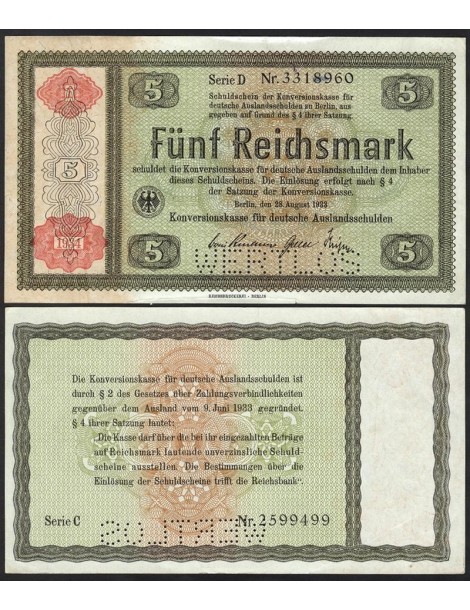 Serie D Nr. 3318960
5 5
Schuldschein der Konversionskasse für
deutsche Auslandsschulden zu Berlin, aus-
gegeben auf Grund des § 4 ihrer Satzung.
Fünf Reichsmark
5
schuldet die Konversionskasse für deutsche Auslandsschulden dem Inhaber
dieses Schuldscheins. Die Einlösung erfolgt nach § 4
der Satzung der Konversionskasse.
Berlin, den 28. August 1933
Konversionskasse für deutsche Auslandsschulden
1934
5 5
WERTLOS
REICHSDRUCKEREI · BERLIN
Die Konversionskasse für deutsche Auslandsschulden ist
durch § 2 des Gesetzes über Zahlungsverbindlichkeiten
gegenüber dem Ausland vom 9. Juni 1933 gegründet.
§ 4 ihrer Satzung lautet:
„Die Kasse darf über die bei ihr eingezahlten Beträge
auf Reichsmark lautende unverzinsliche Schuld-
scheine ausstellen. Die Bestimmungen über die
Einlösung der Schuldscheine trifft die Reichsbank“.
Serie C Nr. 2599499
WERTLOS